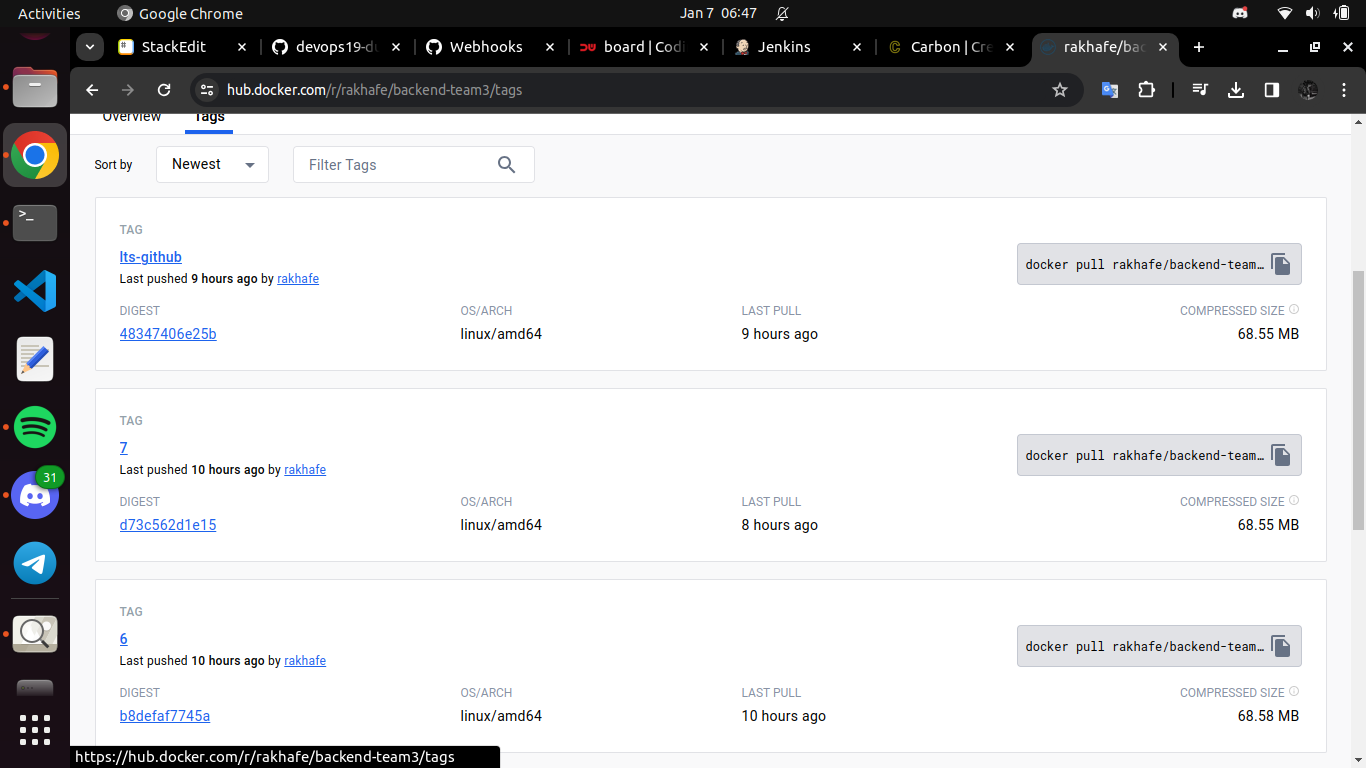 Activities Google Chrome Jan 7 06:47
StackEdit devops19-du Webhooks board | Codi Jenkins Carbon | Cre rakhafe/bac
hub.docker.com/r/rakhafe/backend-team3/tags
Overview Tags
Sort by Newest Filter Tags
TAG
lts-github
Last pushed 9 hours ago by rakhafe
docker pull rakhafe/backend-team…
DIGEST OS/ARCH LAST PULL COMPRESSED SIZE
48347406e25b linux/amd64 9 hours ago 68.55 MB
TAG
7
Last pushed 10 hours ago by rakhafe
docker pull rakhafe/backend-team…
DIGEST OS/ARCH LAST PULL COMPRESSED SIZE
d73c562d1e15 linux/amd64 8 hours ago 68.55 MB
31
TAG
6
Last pushed 10 hours ago by rakhafe
docker pull rakhafe/backend-team…
DIGEST OS/ARCH LAST PULL COMPRESSED SIZE
b8defaf7745a linux/amd64 10 hours ago 68.58 MB
https://hub.docker.com/r/rakhafe/backend-team3/tags